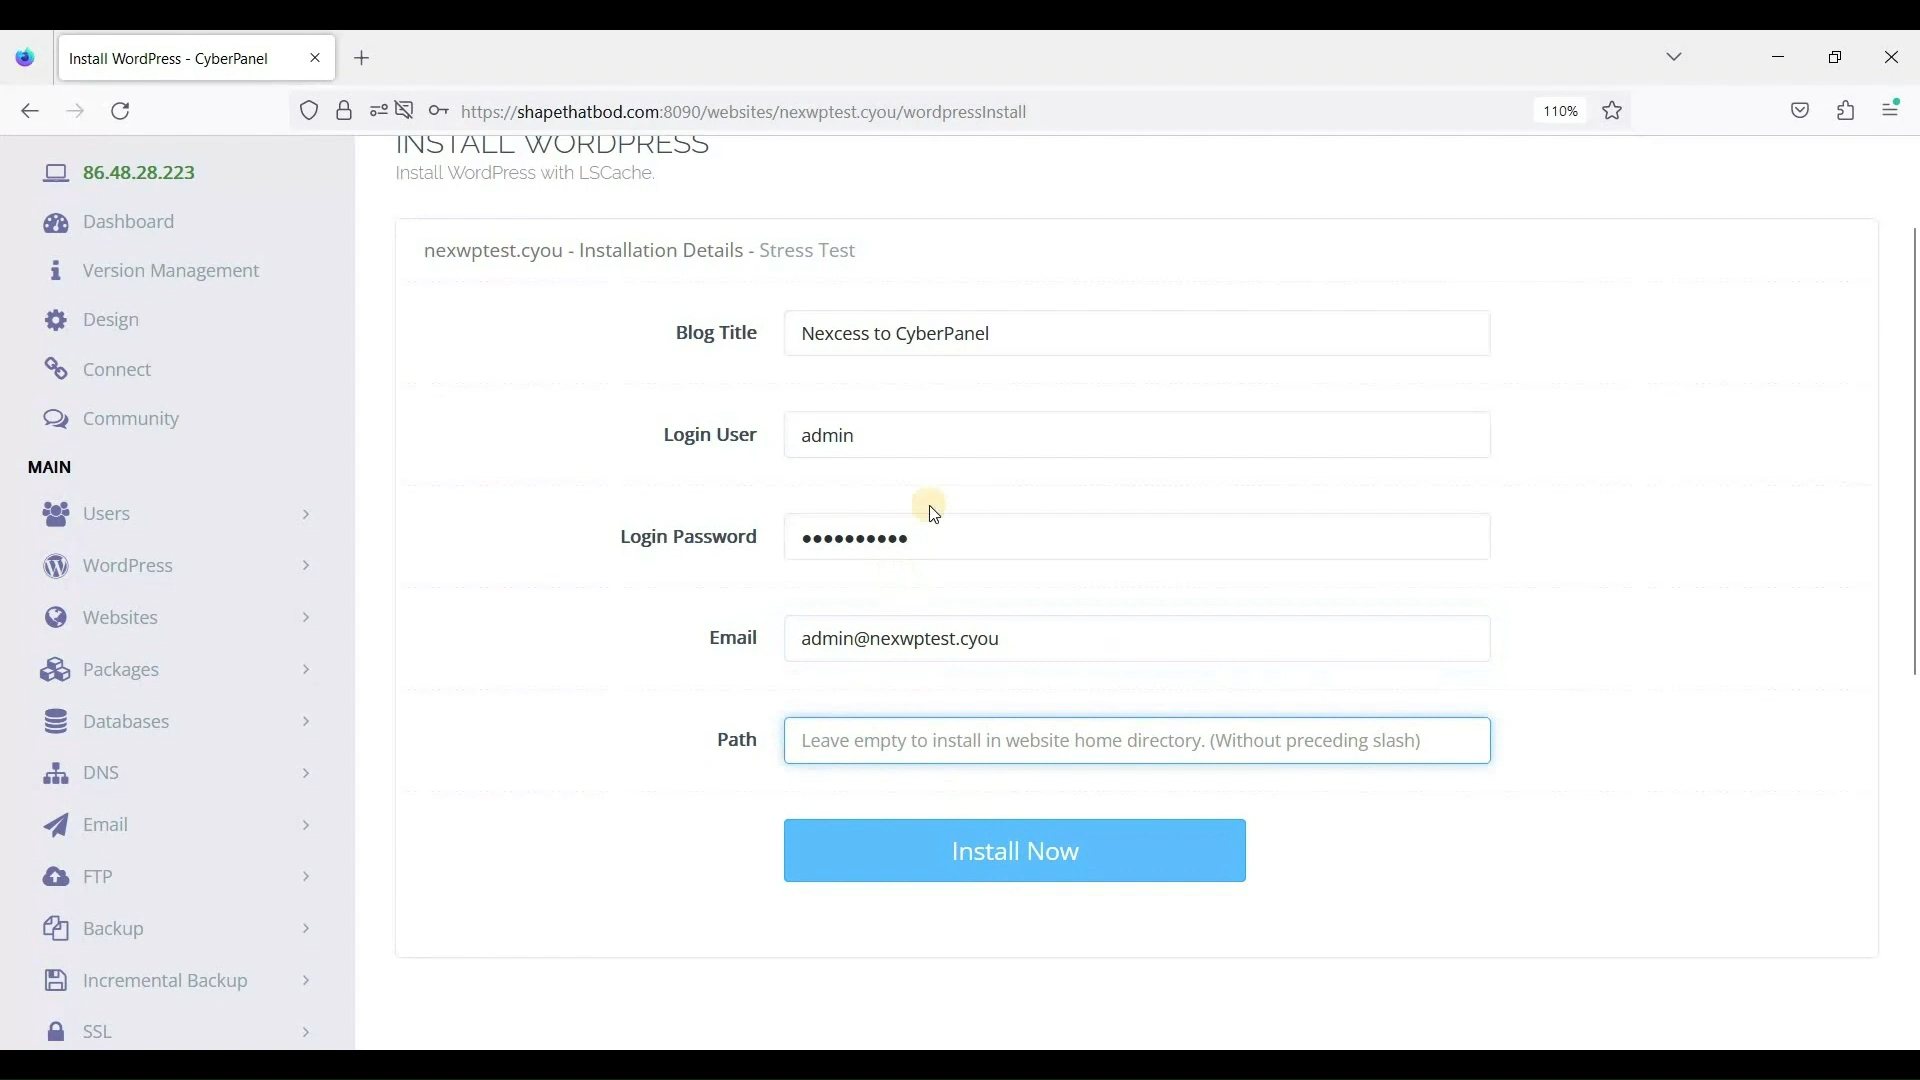 Install WordPress - CyberPanel
https://shapethatbod.com:8090/websites/nexwptest.cyou/wordpressInstall
110%
INSTALL WORDPRESS
Install WordPress with LSCache.
86.48.28.223
Dashboard
Version Management
Design
Connect
Community
MAIN
Users
WordPress
Websites
Packages
Databases
DNS
Email
FTP
Backup
Incremental Backup
SSL
nexwptest.cyou - Installation Details - Stress Test
Blog Title
Nexcess to CyberPanel
Login User
admin
Login Password
••••••••••
Email
admin@nexwptest.cyou
Path
Leave empty to install in website home directory. (Without preceding slash)
Install Now